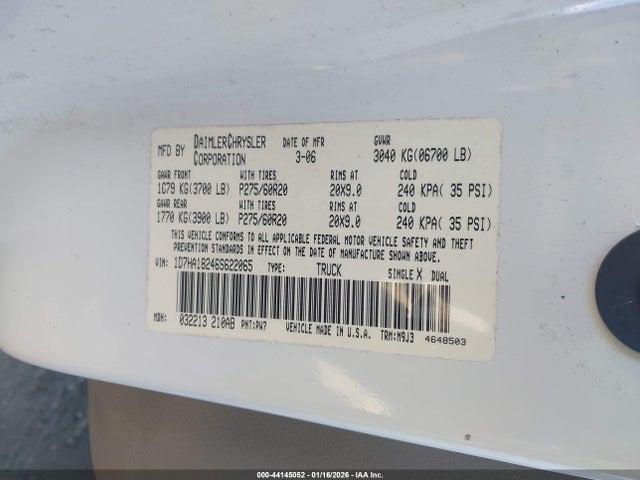 MFD BY DAIMLERCHRYSLER CORPORATION DATE OF MFR 3-06 GVWR 3040 KG(06700 LB)
GAWR FRONT WITH TIRES RIMS AT COLD
1679 KG(3700 LB) P275/60R20 20X9.0 240 KPA( 35 PSI)
GAWR REAR WITH TIRES RIMS AT COLD
1770 KG(3900 LB) P275/60R20 20X9.0 240 KPA( 35 PSI)
THIS VEHICLE CONFORMS TO ALL APPLICABLE FEDERAL MOTOR VEHICLE SAFETY AND THEFT
PREVENTION STANDARDS IN EFFECT ON THE DATE OF MANUFACTURE SHOWN ABOVE.
VIN: 1D7HA18246S622065 TYPE: TRUCK SINGLE X DUAL
MDH: 032213 210AB PNT:PW7 VEHICLE MADE IN U.S.A. TRM:M9J3 4648503
000-44145052 - 01/16/2026 - IAA Inc.